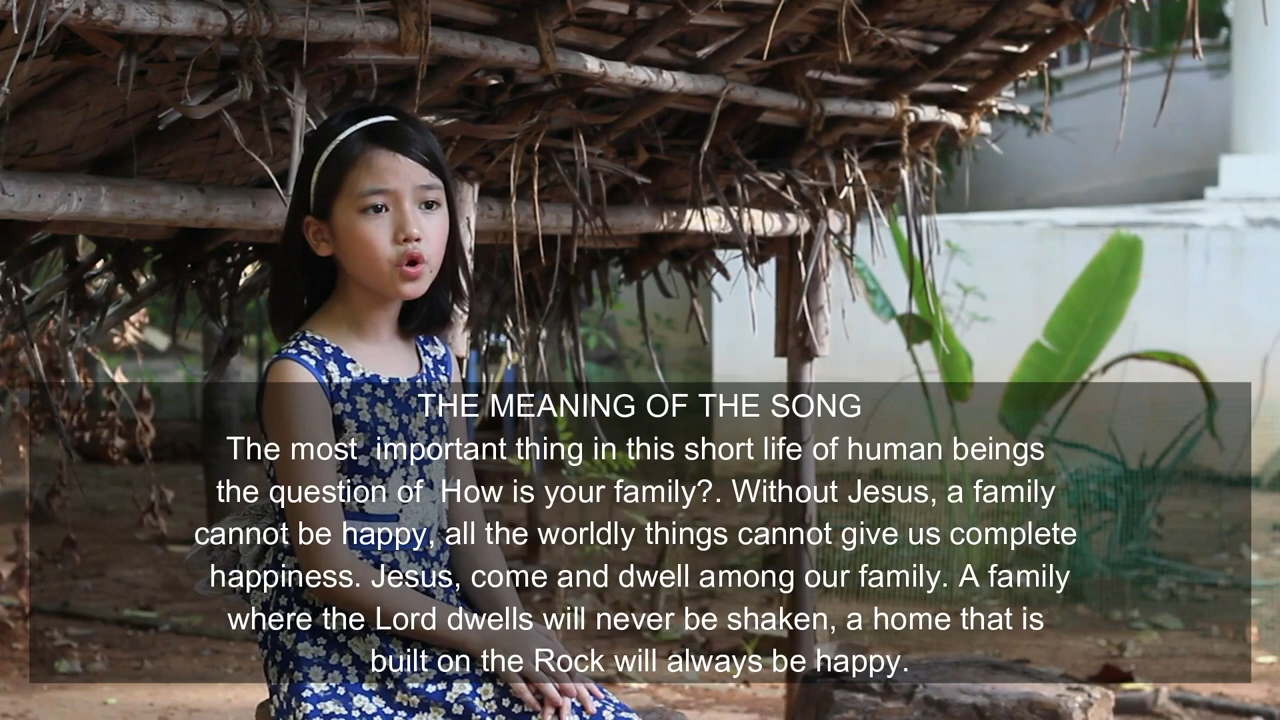 THE MEANING OF THE SONG
The most  important thing in this short life of human beings
the question of  How is your family?. Without Jesus, a family
cannot be happy, all the worldly things cannot give us complete
happiness. Jesus, come and dwell among our family. A family
where the Lord dwells will never be shaken, a home that is
built on the Rock will always be happy.